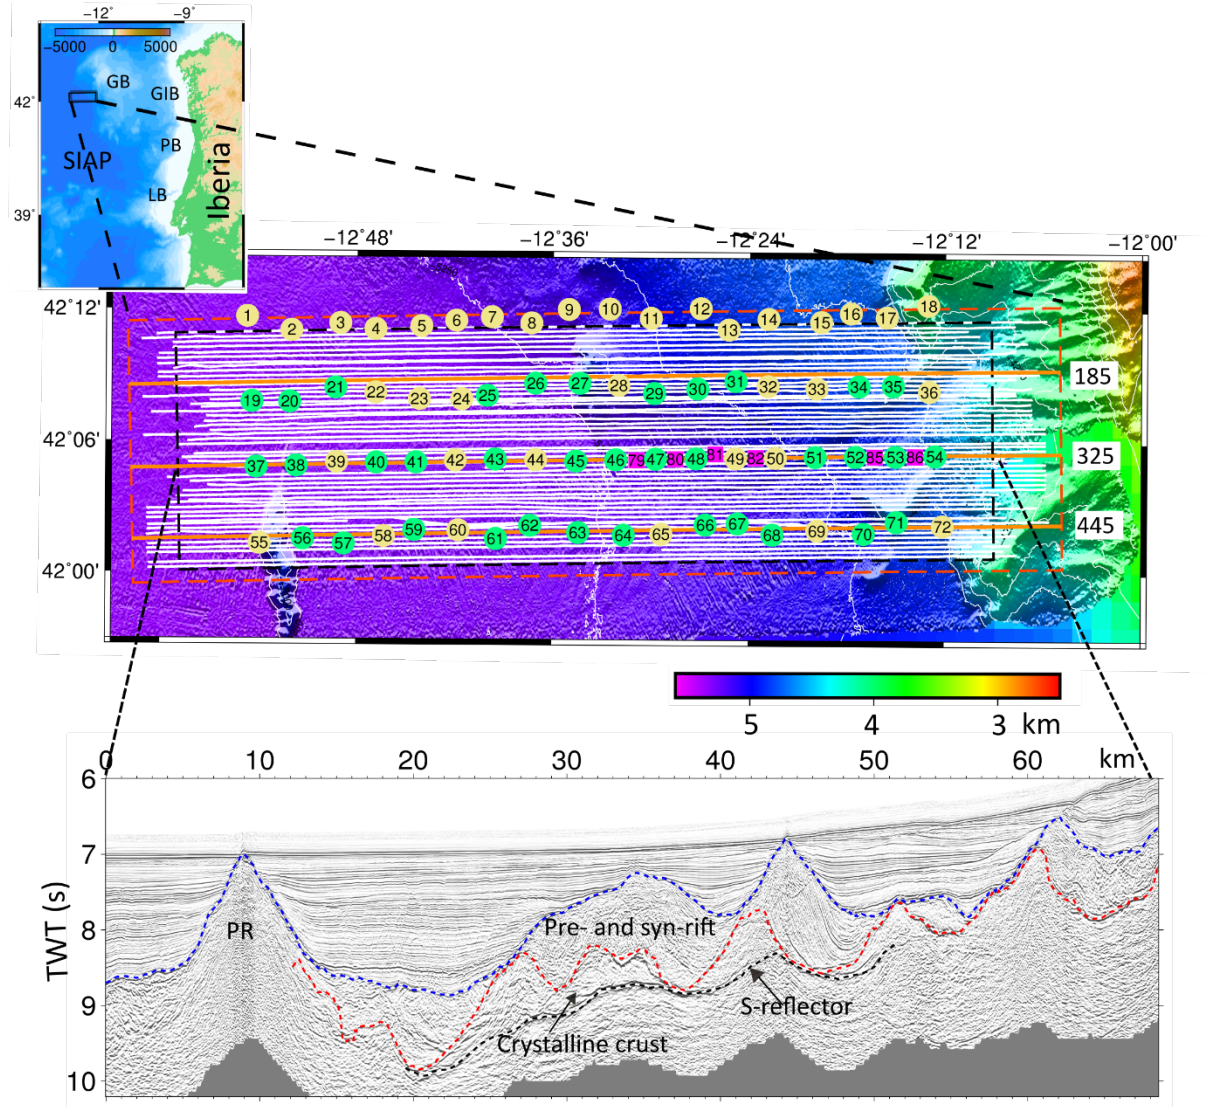 −12° −9°
−5000 0 5000
GB
GIB
42°
PB
SIAP
Iberia
LB
39°
−12˚48' −12˚36' −12˚24' −12˚12' −12˚00'
42˚12'
1 2 3 4 5 6 7 8 9 10 11 12 13 14 15 16 17 18
185
19 20 21 22 23 24 25 26 27 28 29 30 31 32 33 34 35 36
42˚06'
325
37 38 39 40 41 42 43 44 45 46 79 47 80 48 81 49 82 50 51 52 85 53 86 54
445
55 56 57 58 59 60 61 62 63 64 65 66 67 68 69 70 71 72
42˚00'
5 4 3 km
0 10 20 30 40 50 60 km
6
7
PR
Pre- and syn-rift
8
TWT (s)
9
S-reflector
Crystalline crust
10